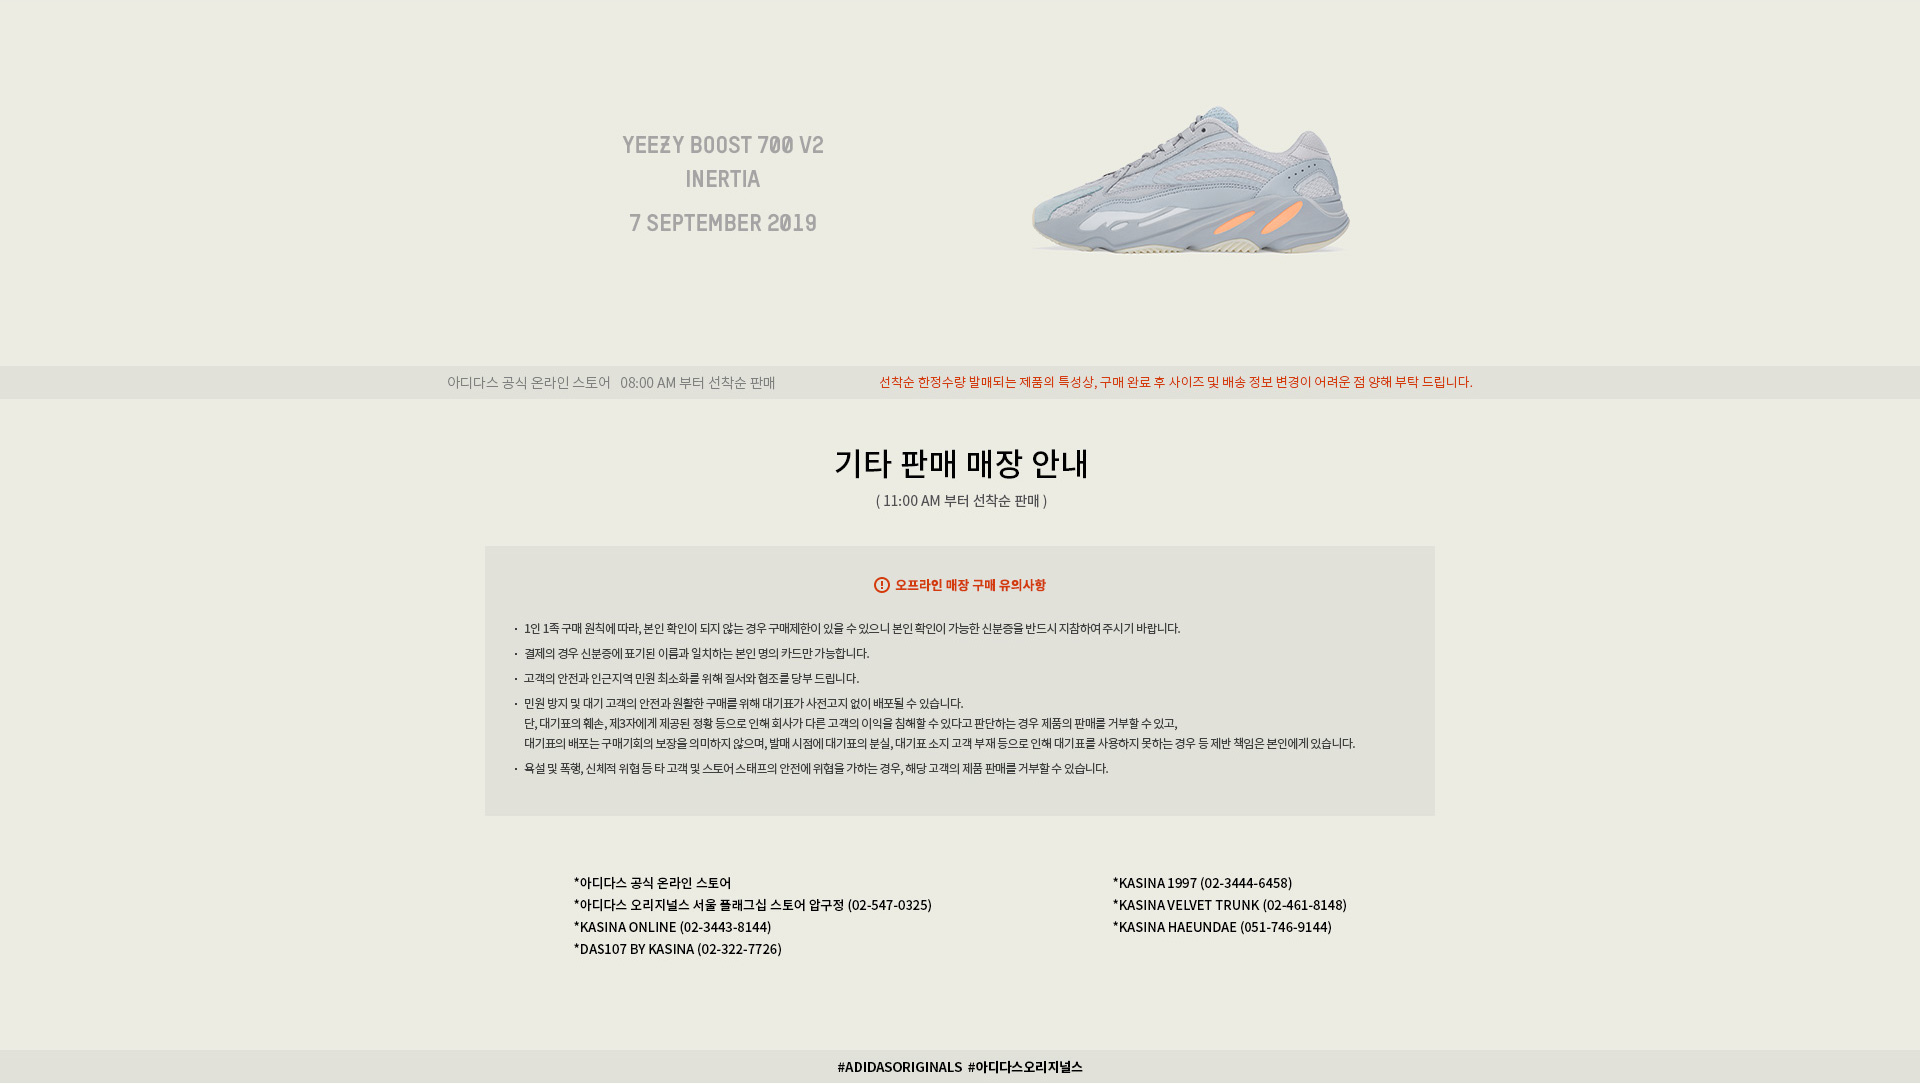 YEEZY BOOST 700 V2
INERTIA
7 SEPTEMBER 2019
아디다스 공식 온라인 스토어 08:00 AM 부터 선착순 판매
선착순 한정수량 발매되는 제품의 특성상, 구매 완료 후 사이즈 및 배송 정보 변경이 어려운 점 양해 부탁 드립니다.
기타 판매 매장 안내
( 11:00 AM 부터 선착순 판매 )
오프라인 매장 구매 유의사항
· 1인 1족 구매 원칙에 따라, 본인 확인이 되지 않는 경우 구매제한이 있을 수 있으니 본인 확인이 가능한 신분증을 반드시 지참하여 주시기 바랍니다.
· 결제의 경우 신분증에 표기된 이름과 일치하는 본인 명의 카드만 가능합니다.
· 고객의 안전과 인근지역 민원 최소화를 위해 질서와 협조를 당부 드립니다.
· 민원 방지 및 대기 고객의 안전과 원활한 구매를 위해 대기표가 사전고지 없이 배포될 수 있습니다.
단, 대기표의 훼손, 제3자에게 제공된 정황 등으로 인해 회사가 다른 고객의 이익을 침해할 수 있다고 판단하는 경우 제품의 판매를 거부할 수 있고,
대기표의 배포는 구매기회의 보장을 의미하지 않으며, 발매 시점에 대기표의 분실, 대기표 소지 고객 부재 등으로 인해 대기표를 사용하지 못하는 경우 등 제반 책임은 본인에게 있습니다.
· 욕설 및 폭행, 신체적 위협 등 타 고객 및 스토어 스태프의 안전에 위협을 가하는 경우, 해당 고객의 제품 판매를 거부할 수 있습니다.
*아디다스 공식 온라인 스토어
*아디다스 오리지널스 서울 플래그십 스토어 압구정 (02-547-0325)
*KASINA ONLINE (02-3443-8144)
*DAS107 BY KASINA (02-322-7726)
*KASINA 1997 (02-3444-6458)
*KASINA VELVET TRUNK (02-461-8148)
*KASINA HAEUNDAE (051-746-9144)
#ADIDASORIGINALS #아디다스오리지널스